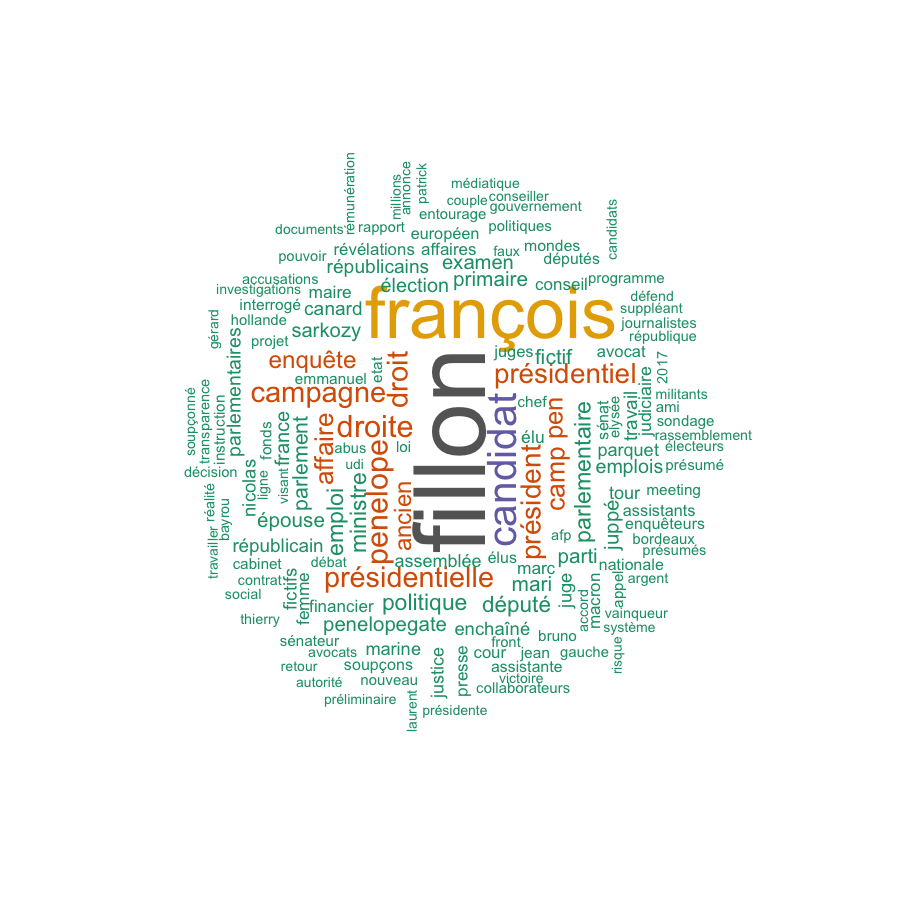 rémunération
millions
annonce
patrick
médiatique
couple
conseiller
entourage
gouvernement
candidats
documents
rapport
européen
politiques
pouvoir
révélations
affaires
faux
mondes
députés
républicains
examen
accusations
élection
primaire
conseil
programme
investigations
maire
interrogé
canard
françois
défend
suppléant
gérard
hollande
sarkozy
journalistes
projet
république
parlementaires
enquête
etat
droit
fillon
juges
fictif
avocat
2017
emmanuel
présidentiel
campagne
candidat
chef
travail
judiciaire
militants
soupçonné
transparence
instruction
ami
sénat
elysée
sondage
fonds
france
parlement
affaire
droite
penelope
abus
loi
élu
pen
camp
parlementaire
parquet
rassemblement
électeurs
décision
nicolas
ligne
visant
udi
président
emplois
présumé
travailler
réalité
bayrou
épouse
emploi
ministre
ancien
afp
juppé
tour
meeting
assistants
enquêteurs
républicain
bordeaux
cabinet
débat
assemblée
élus
parti
présumés
contrat
présidentielle
marc
nationale
social
fictifs
femme
mari
juge
macron
appel
argent
financier
politique
député
accord
vainqueur
thierry
penelopegate
enchaîné
bruno
système
sénateur
front
avocats
marine
cour
jean
gauche
risque
retour
soupçons
justice
presse
assistante
autorité
nouveau
victoire
collaborateurs
préliminaire
laurent
présidente